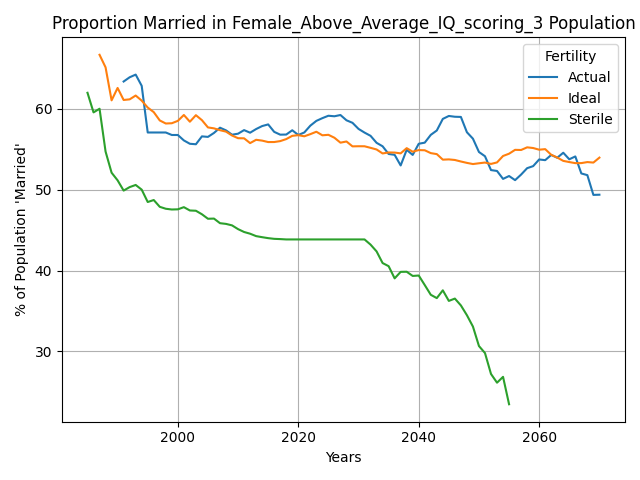 Proportion Married in Female_Above_Average_IQ_scoring_3 Population
Fertility
Actual
Ideal
Sterile
% of Population 'Married'
60
50
40
30
2000
2020
2040
2060
Years